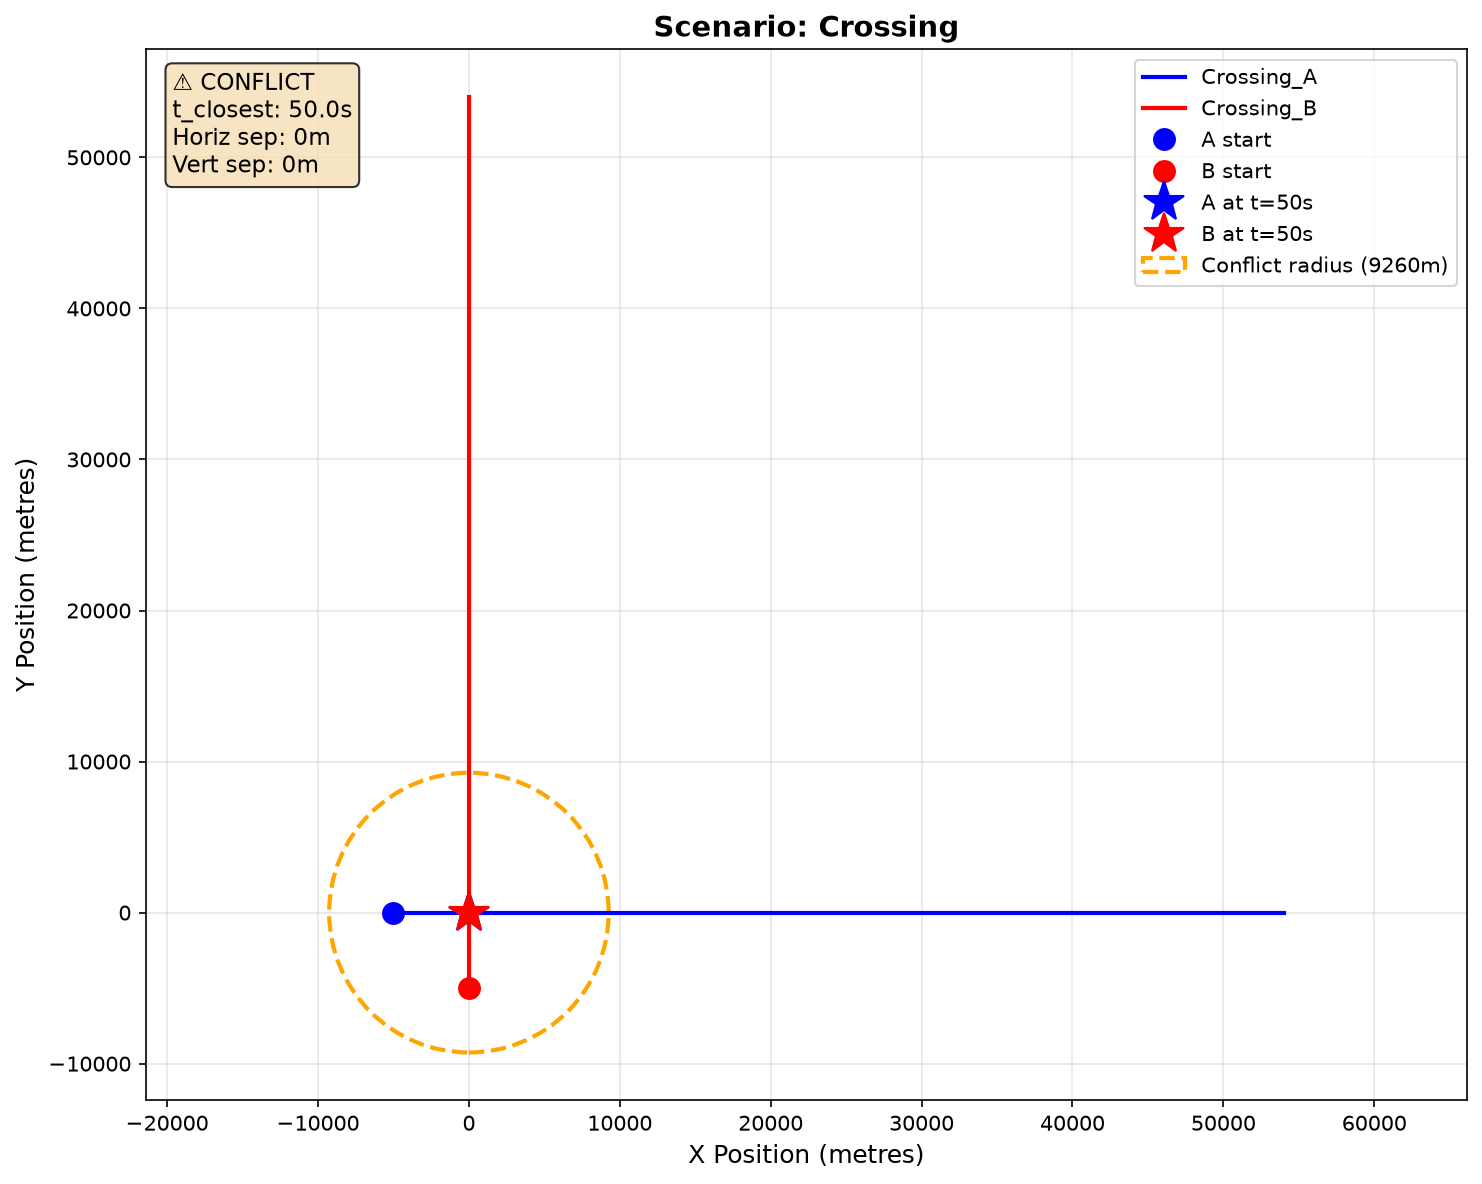 Scenario: Crossing
⚠ CONFLICT
t_closest: 50.0s
Horiz sep: 0m
Vert sep: 0m
Crossing_A
Crossing_B
A start
B start
A at t=50s
B at t=50s
Conflict radius (9260m)
Y Position (metres)
50000
40000
30000
20000
10000
0
−10000
−20000 −10000 0 10000 20000 30000 40000 50000 60000
X Position (metres)